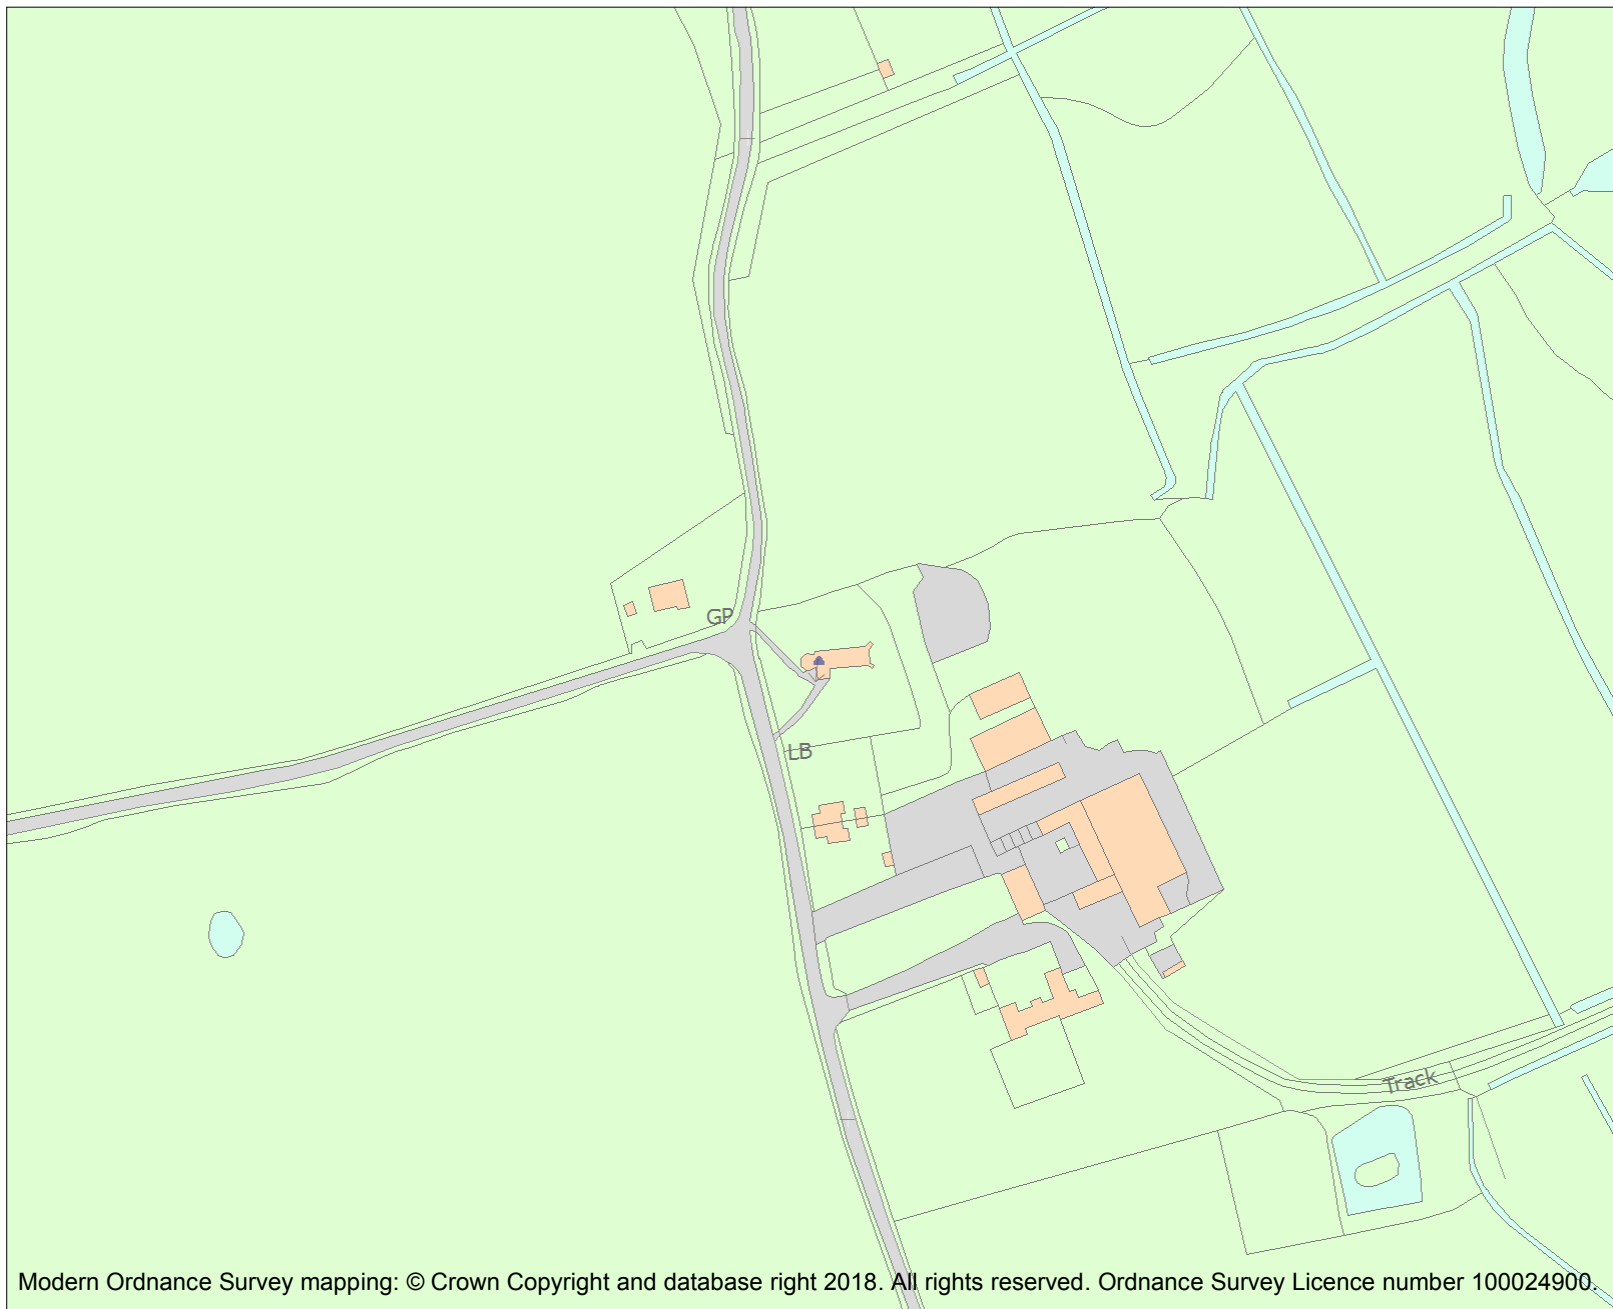 GP
LB
Track
Modern Ordnance Survey mapping: © Crown Copyright and database right 2018. All rights reserved. Ordnance Survey Licence number 100024900.